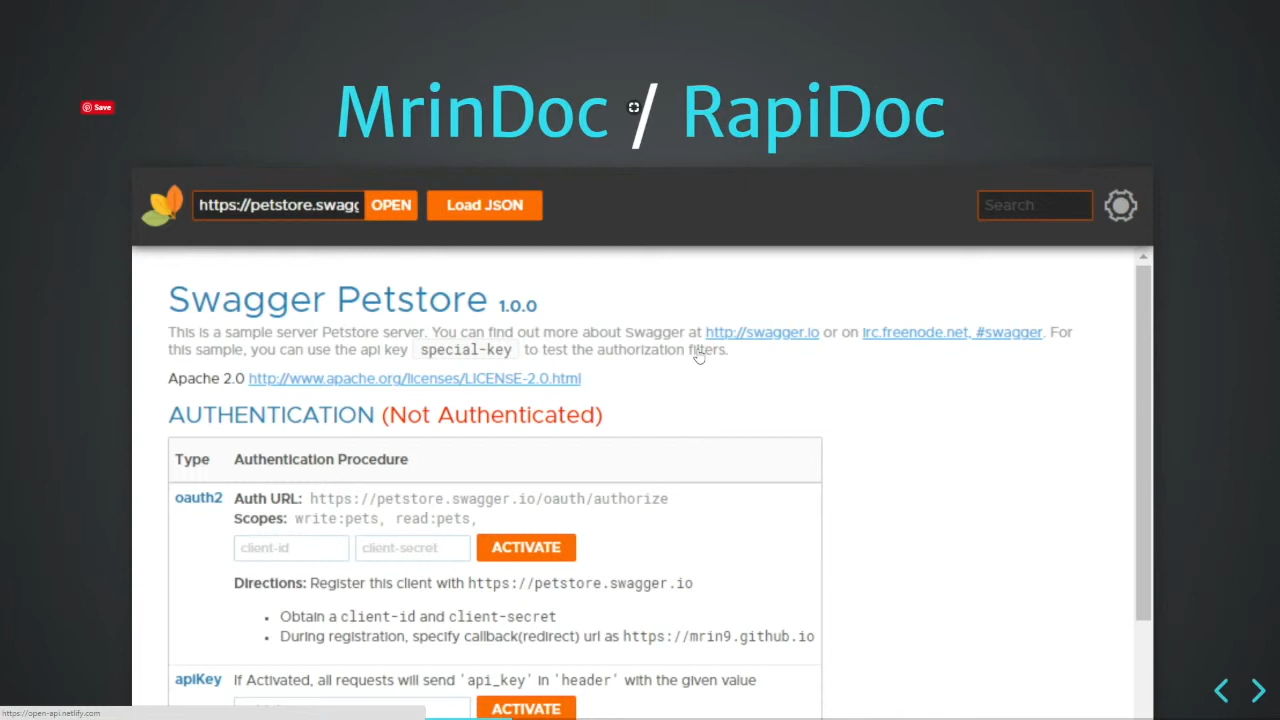 MrinDoc / RapiDoc
Save
https://petstore.swagg
OPEN
Load JSON
Search
Swagger Petstore 1.0.0
This is a sample server Petstore server. You can find out more about Swagger at http://swagger.io or on irc.freenode.net, #swagger. For
this sample, you can use the api key special-key to test the authorization filters.
Apache 2.0 http://www.apache.org/licenses/LICENSE-2.0.html
AUTHENTICATION (Not Authenticated)
Type Authentication Procedure
oauth2 Auth URL: https://petstore.swagger.io/oauth/authorize
Scopes: write:pets, read:pets,
client-id client-secret ACTIVATE
Directions: Register this client with https://petstore.swagger.io
• Obtain a client-id and client-secret
• During registration, specify callback(redirect) url as https://mrin9.github.io
apiKey If Activated, all requests will send 'api_key' in 'header' with the given value
ACTIVATE
https://open-api.netlify.com